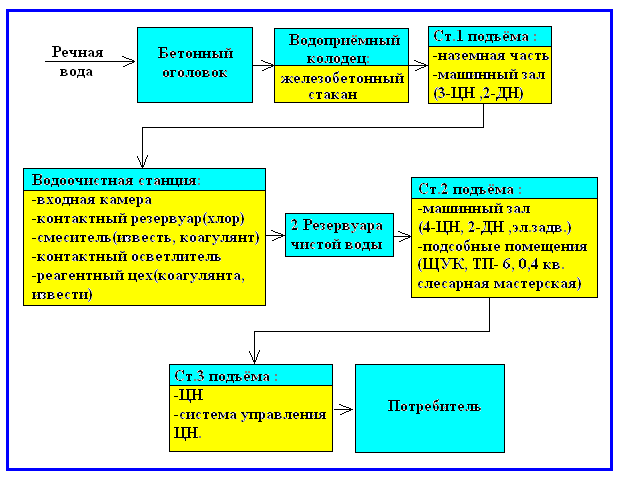 Речная
вода
Бетонный
оголовок
Водоприёмный
колодец:
железобетонный
стакан
Ст.1 подъёма :
-наземная часть
-машинный зал
(3-ЦН ,2-ДН)
Водоочистная станция:
-входная камера
-контактный резервуар(хлор)
-смеситель(известь, коагулянт)
-контактный осветлитель
-реагентный цех(коагулянта,
извести)
2 Резервуара
чистой воды
Ст.2 подъёма :
-машинный зал
(4-ЦН, 2-ДН ,эл.задв.)
-подсобные помещения
(ЩУК, ТП- 6, 0,4 кв.
слесарная мастерская)
Ст.3 подъёма :
-ЦН
-система управления
ЦН.
Потребитель